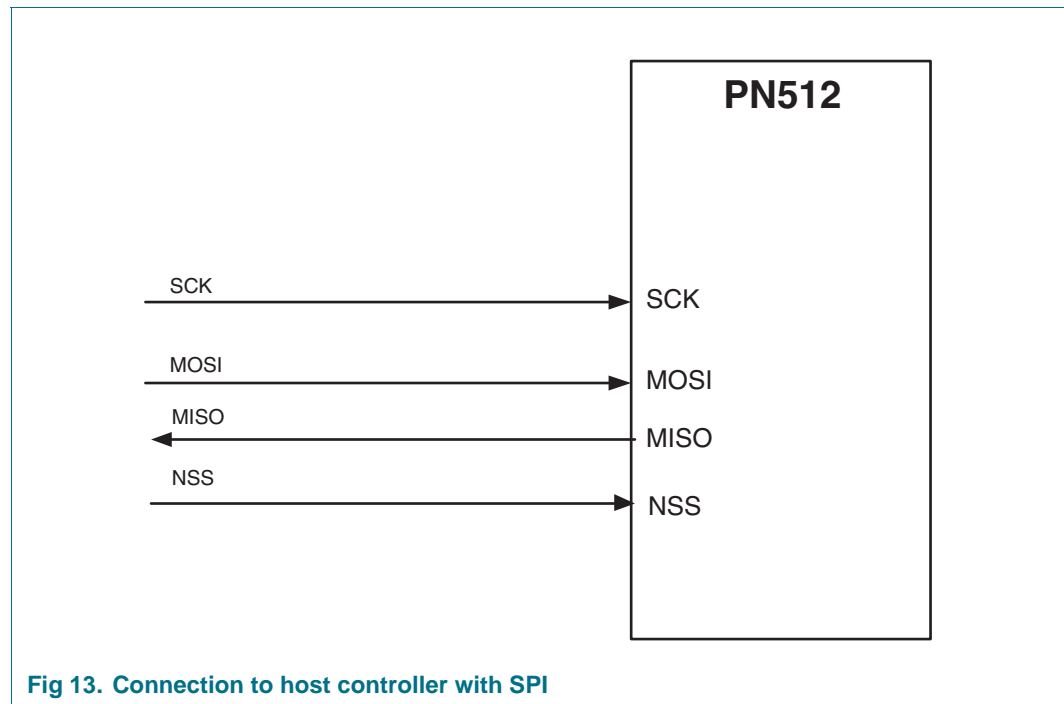 PN512
SCK
SCK
MOSI
MOSI
MISO
MISO
NSS
NSS
Fig 13. Connection to host controller with SPI